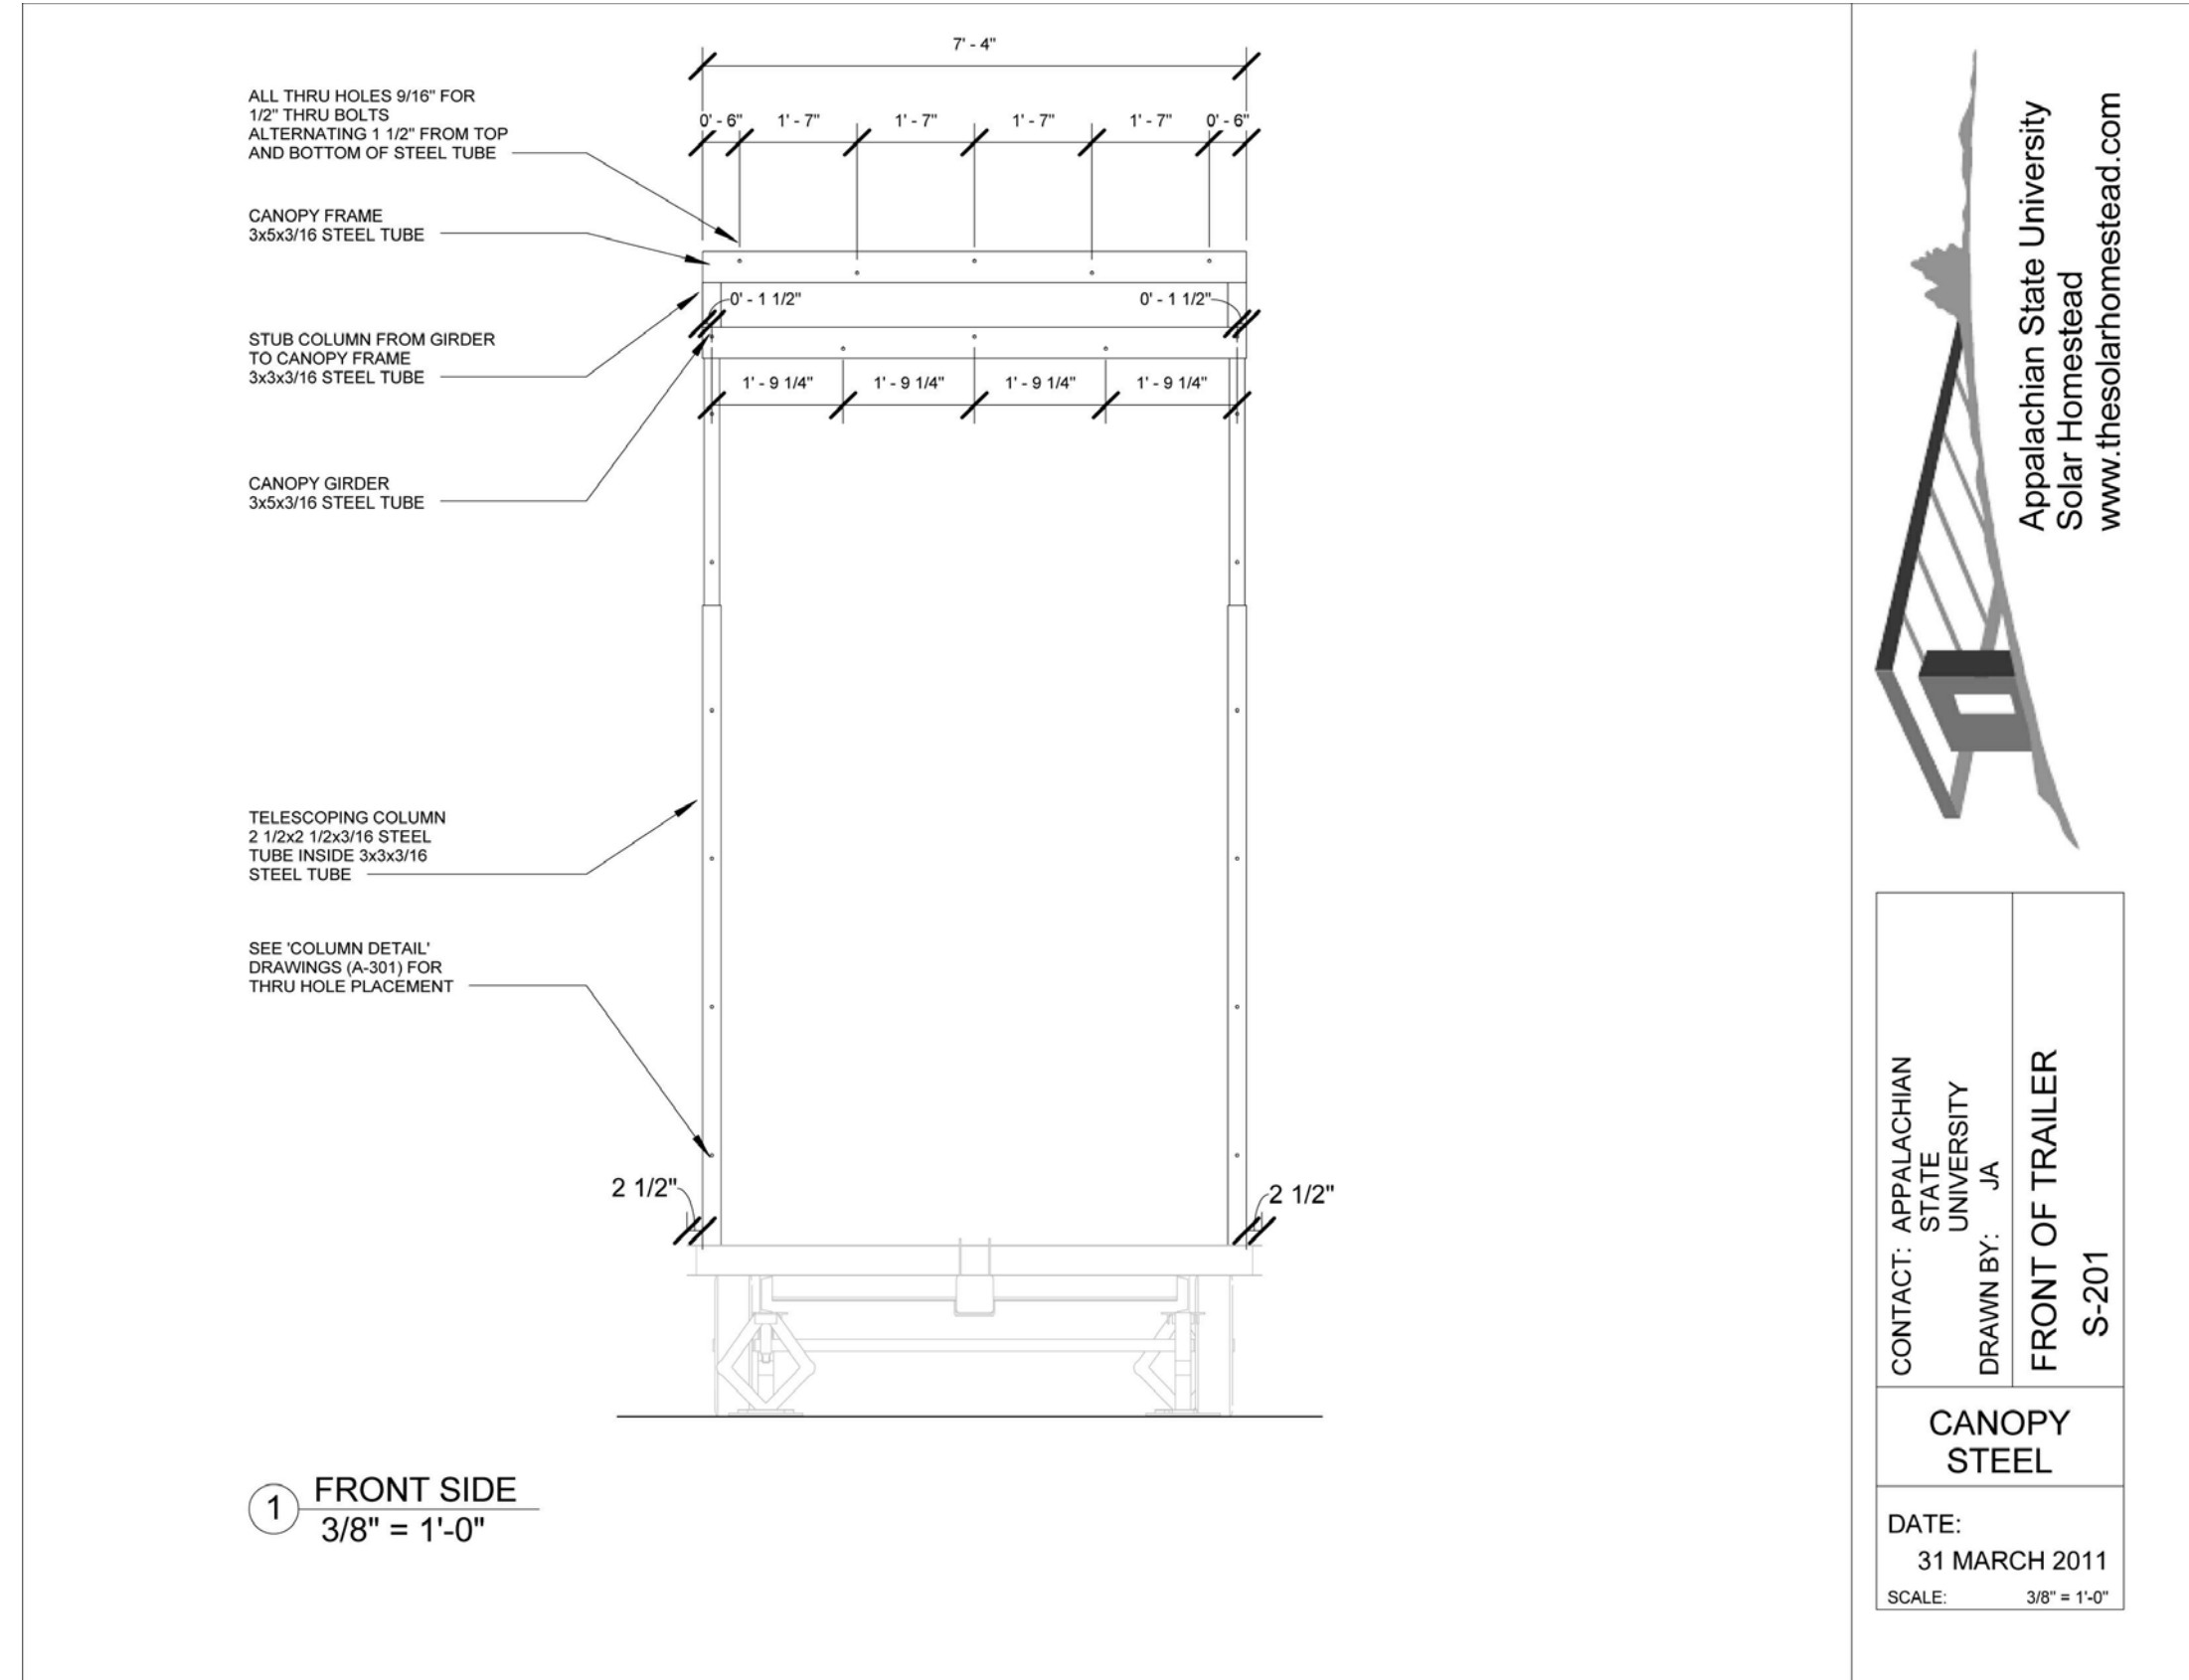 7' - 4"
0' - 6"
1' - 7"
1' - 7"
1' - 7"
1' - 7"
0' - 6"
ALL THRU HOLES 9/16" FOR
1/2" THRU BOLTS
ALTERNATING 1 1/2" FROM TOP
AND BOTTOM OF STEEL TUBE
CANOPY FRAME
3x5x3/16 STEEL TUBE
0' - 1 1/2"
0' - 1 1/2"
STUB COLUMN FROM GIRDER
TO CANOPY FRAME
3x3x3/16 STEEL TUBE
1' - 9 1/4"
1' - 9 1/4"
1' - 9 1/4"
1' - 9 1/4"
CANOPY GIRDER
3x5x3/16 STEEL TUBE
TELESCOPING COLUMN
2 1/2x2 1/2x3/16 STEEL
TUBE INSIDE 3x3x3/16
STEEL TUBE
SEE 'COLUMN DETAIL'
DRAWINGS (A-301) FOR
THRU HOLE PLACEMENT
2 1/2"
2 1/2"
1
FRONT SIDE
3/8" = 1'-0"
Appalachian State University
Solar Homestead
www.thesolarhomestead.com
CONTACT: APPALACHIAN
STATE
UNIVERSITY
DRAWN BY: JA
FRONT OF TRAILER
S-201
CANOPY
STEEL
DATE:
31 MARCH 2011
SCALE: 3/8" = 1'-0"